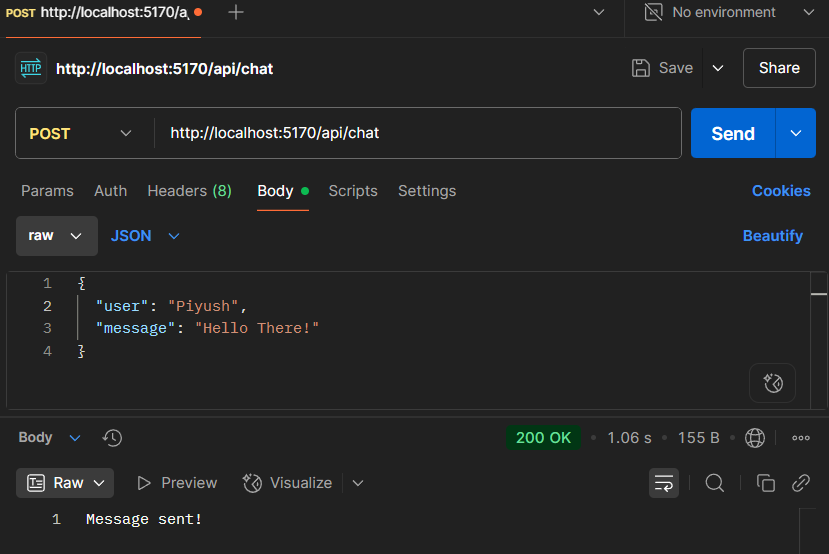 POST http://localhost:5170/a
No environment
HTTP http://localhost:5170/api/chat
Save
Share
POST
http://localhost:5170/api/chat
Send
Params Auth Headers (8) Body Scripts Settings
Cookies
raw JSON
Beautify
1 {
2 "user": "Piyush",
3 "message": "Hello There!"
4 }
Body
200 OK • 1.06 s • 155 B
Raw Preview Visualize
1 Message sent!